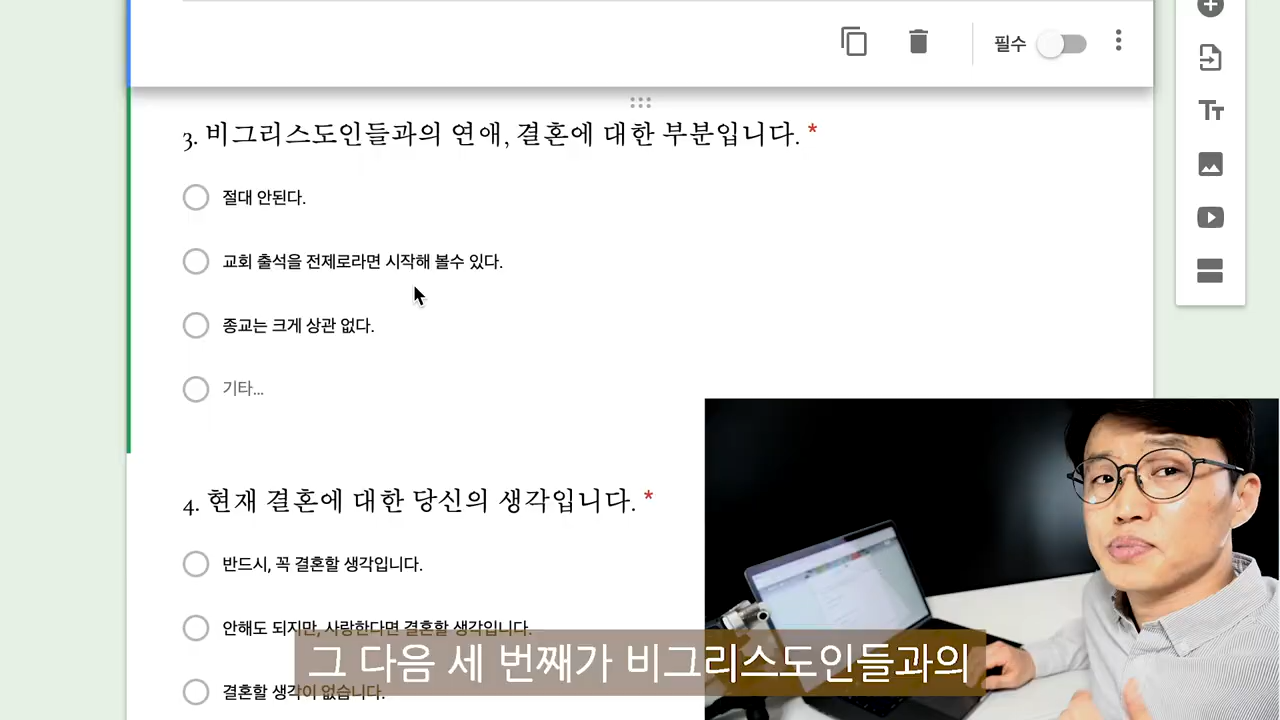 필수
3. 비그리스도인들과의 연애, 결혼에 대한 부분입니다. *
절대 안된다.
교회 출석을 전제로라면 시작해 볼수 있다.
종교는 크게 상관 없다.
기타...
4. 현재 결혼에 대한 당신의 생각입니다. *
반드시, 꼭 결혼할 생각입니다.
안해도 되지만, 사랑한다면 결혼할 생각입니다.
결혼할 생각이 없습니다.
그 다음 세 번째가 비그리스도인들과의